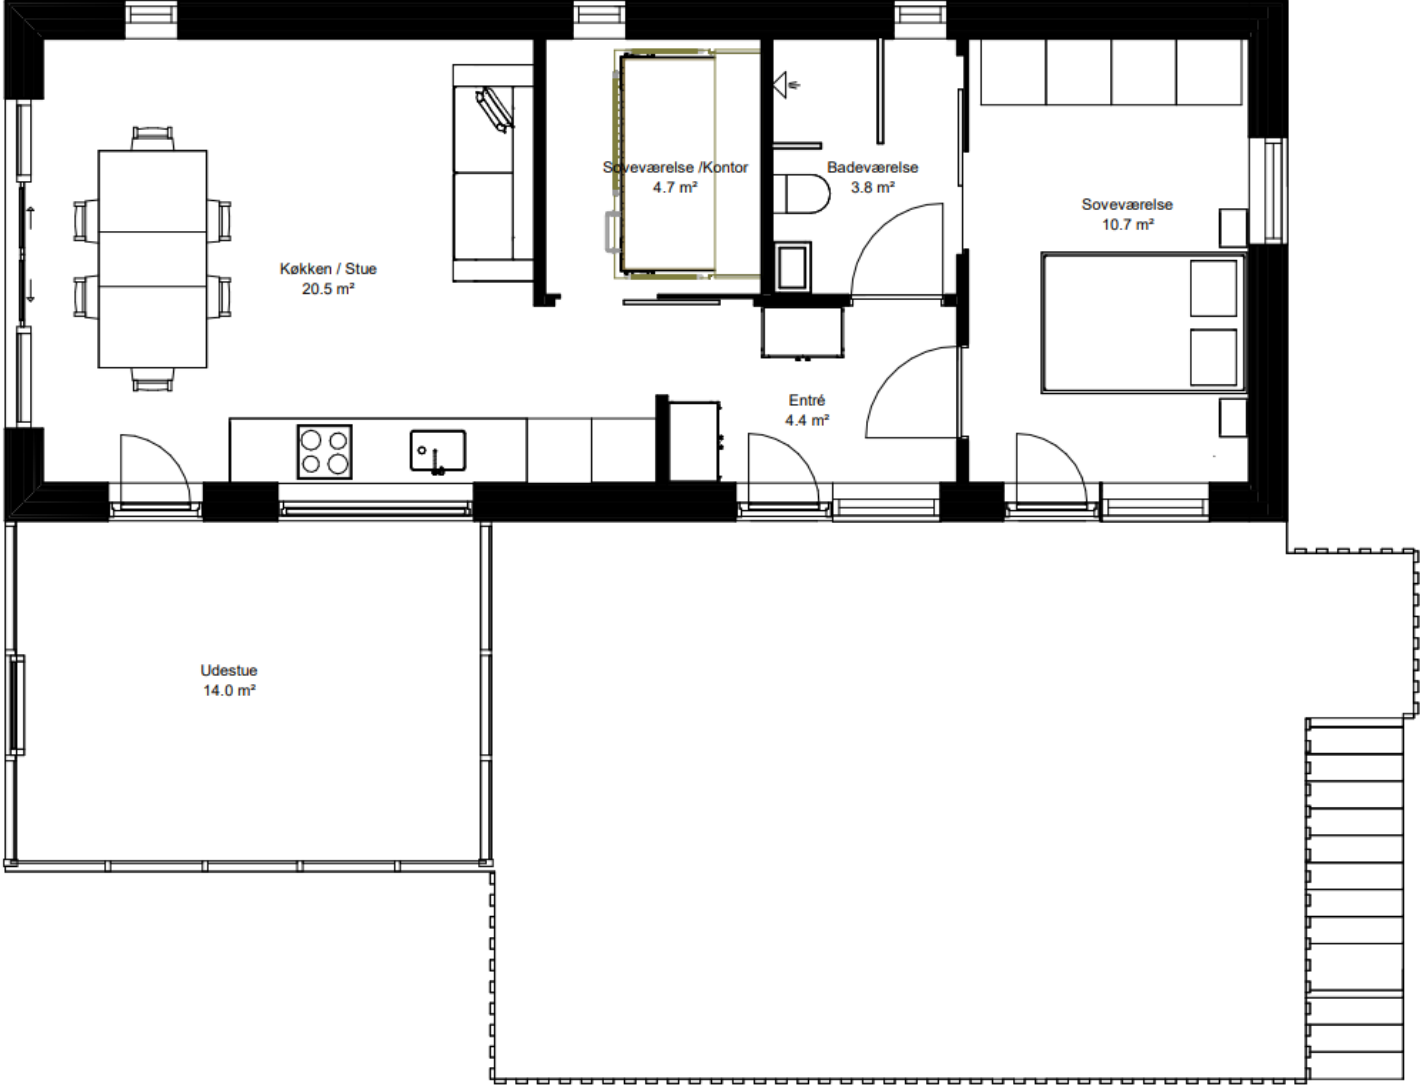 Soveværelse /Kontor
4.7 m²
Badeværelse
3.8 m²
Soveværelse
10.7 m²
Køkken / Stue
20.5 m²
Entré
4.4 m²
Udestue
14.0 m²